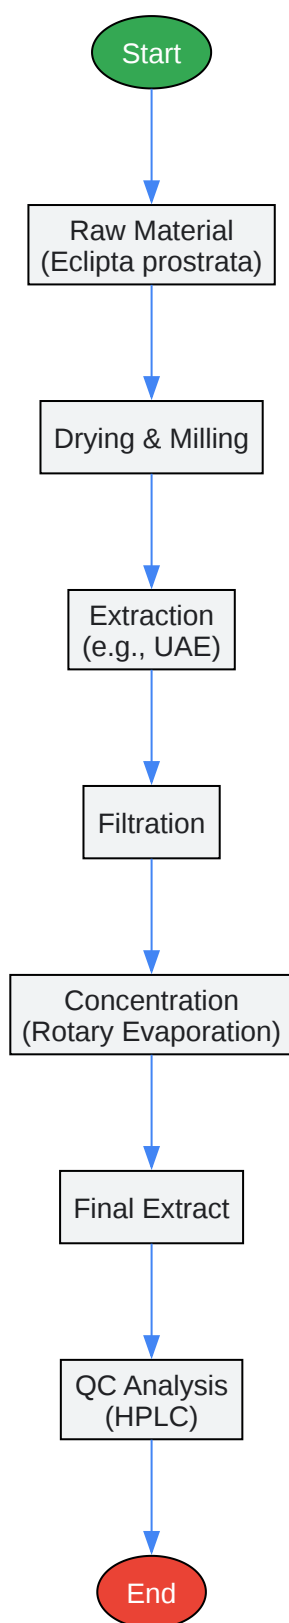 Start
Raw Material
(Eclipta prostrata)
Drying & Milling
Extraction
(e.g., UAE)
Filtration
Concentration
(Rotary Evaporation)
Final Extract
QC Analysis
(HPLC)
End